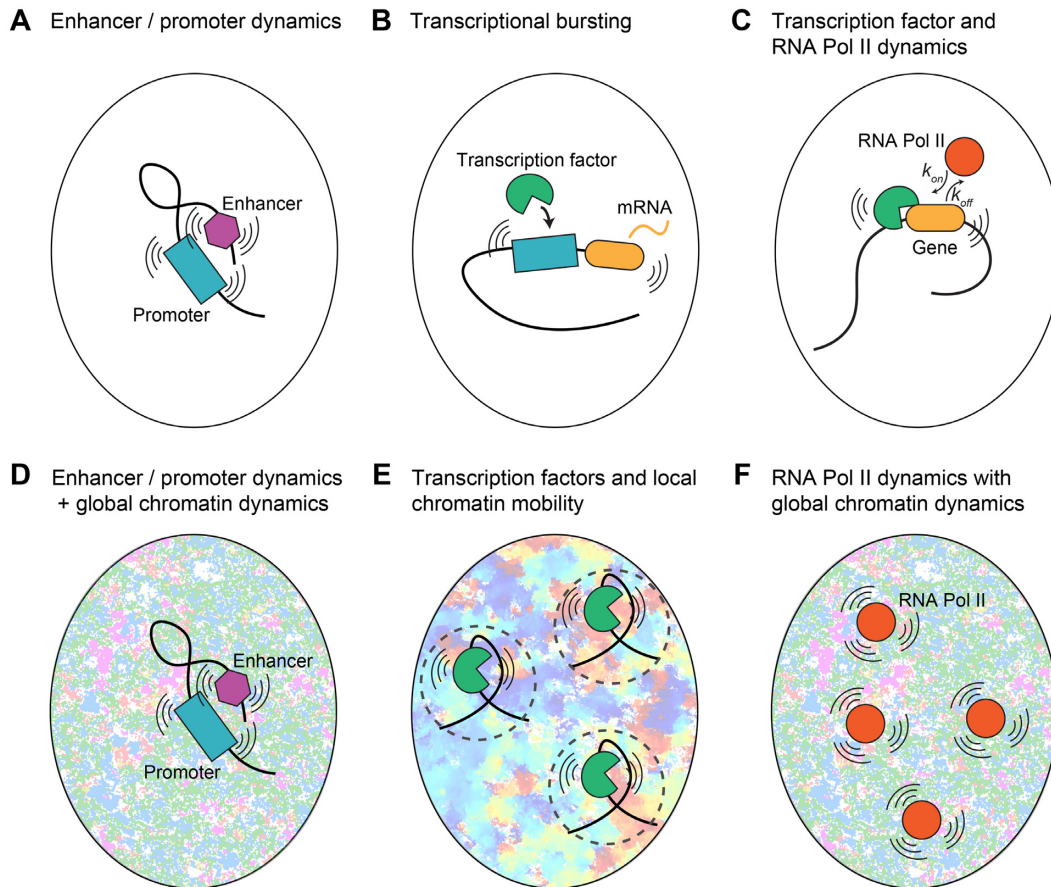 A Enhancer / promoter dynamics
B Transcriptional bursting
C Transcription factor and
RNA Pol II dynamics
Enhancer
Promoter
Transcription factor
mRNA
RNA Pol II
kon
koff
Gene
D Enhancer / promoter dynamics
+ global chromatin dynamics
E Transcription factors and local
chromatin mobility
F RNA Pol II dynamics with
global chromatin dynamics
Enhancer
Promoter
RNA Pol II